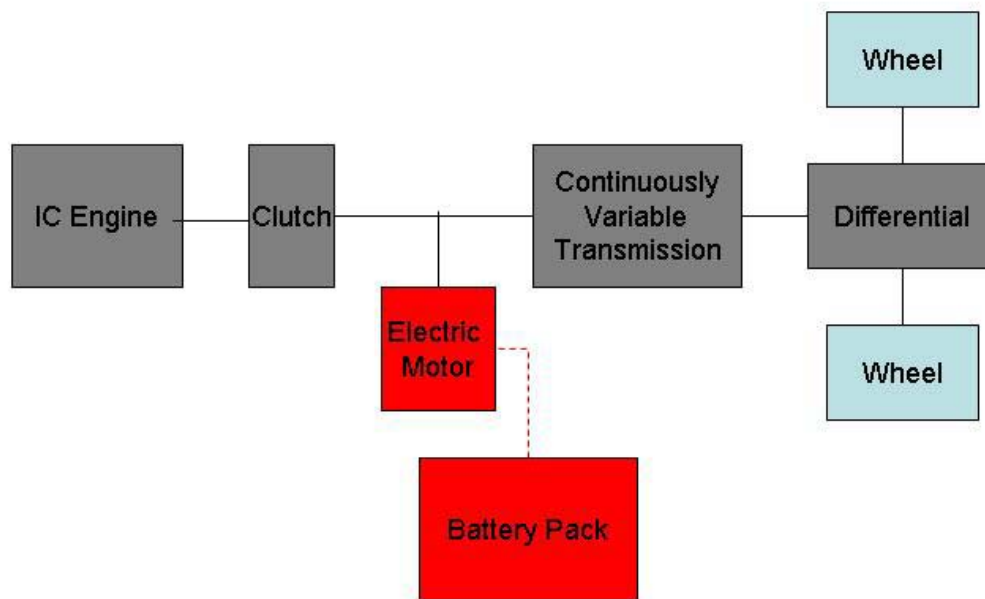 Wheel
IC Engine
Clutch
Continuously
Variable
Transmission
Differential
Electric
Motor
Wheel
Battery Pack